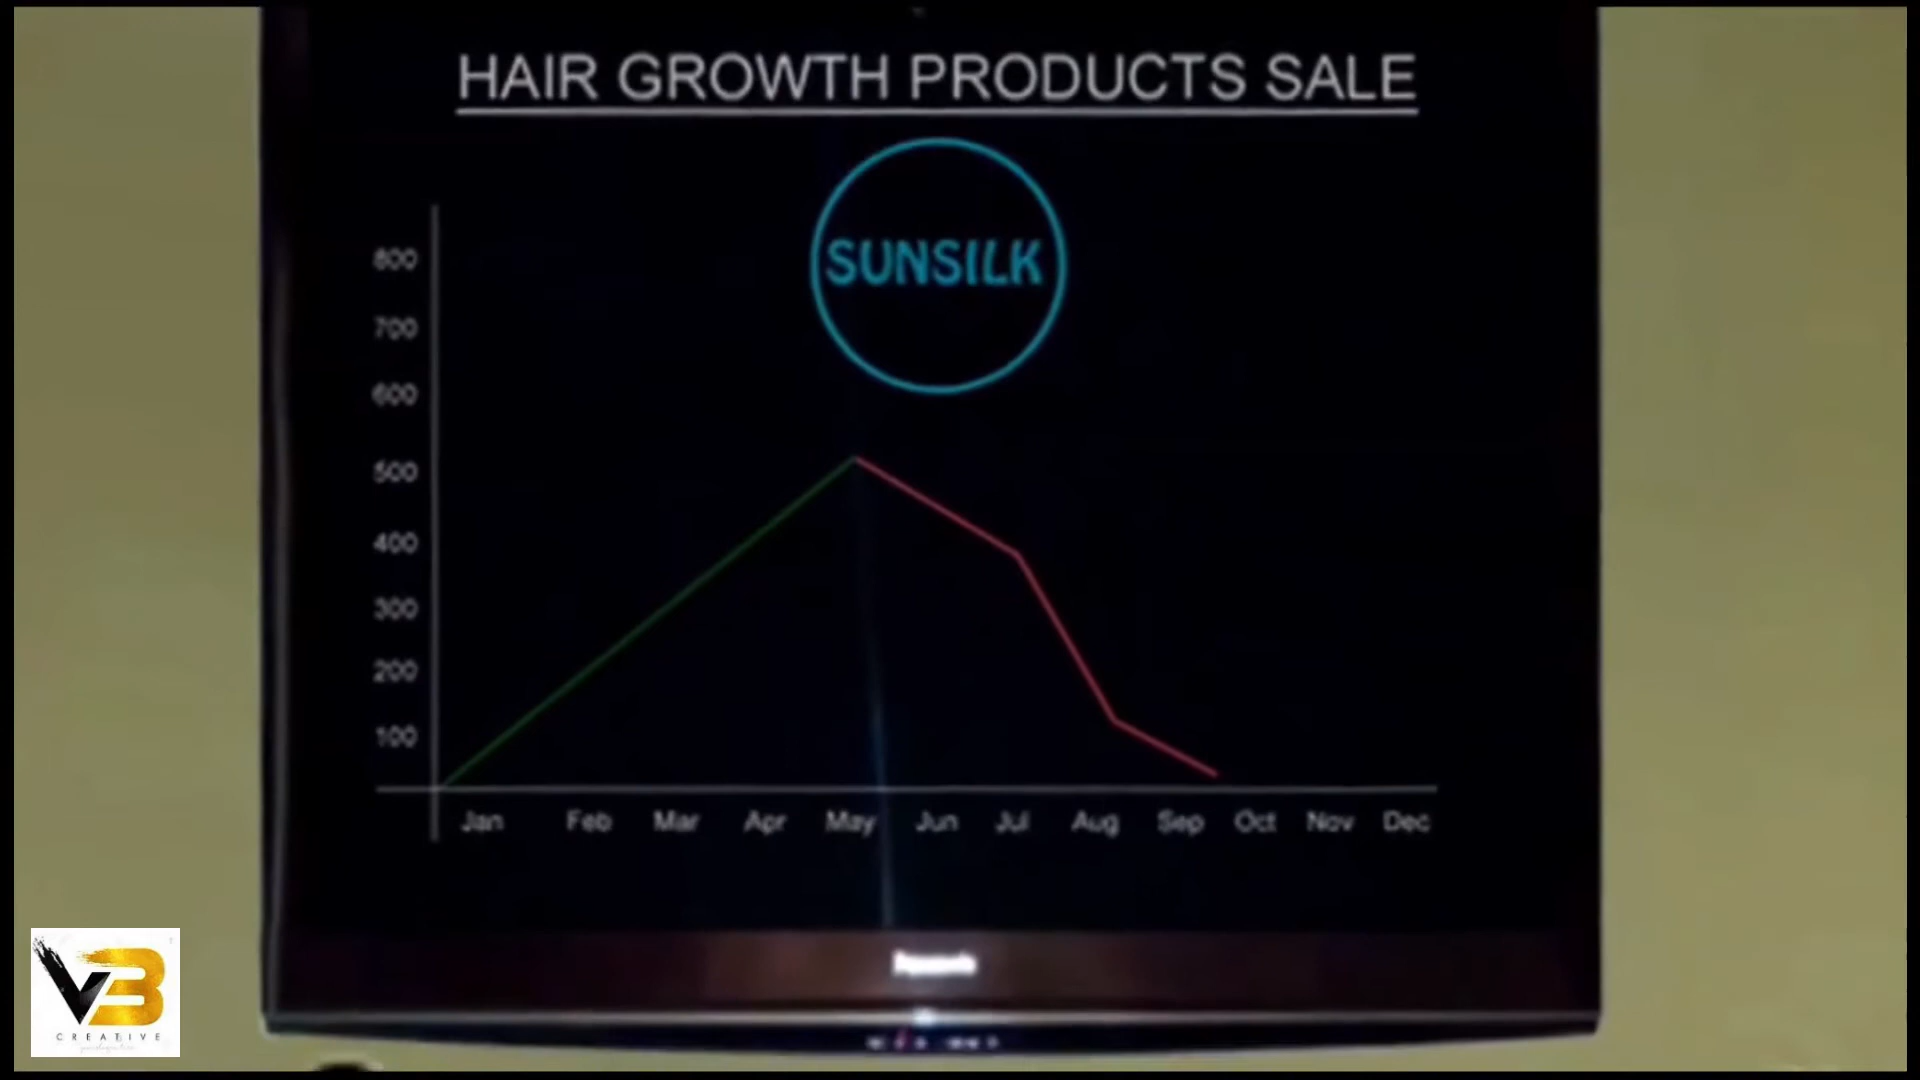 HAIR GROWTH PRODUCTS SALE
SUNSILK
800
700
600
500
400
300
200
100
Jan Feb Mar Apr May Jun Jul Aug Sep Oct Nov Dec
VB
CREATIVE